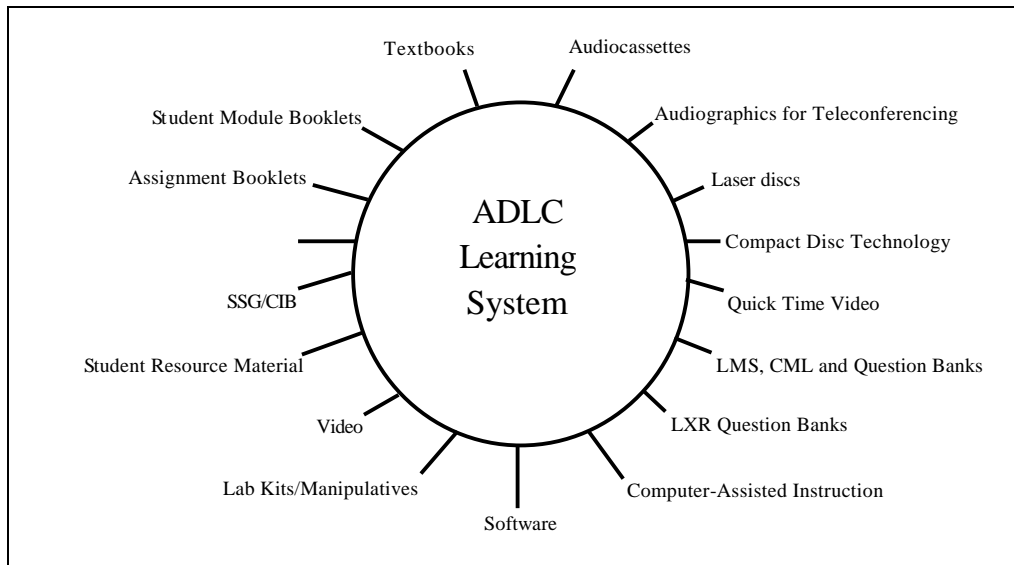 Textbooks
Audiocassettes
Student Module Booklets
Audiographics for Teleconferencing
Assignment Booklets
Laser discs
ADLC
Learning
System
Compact Disc Technology
SSG/CIB
Quick Time Video
Student Resource Material
LMS, CML and Question Banks
Video
LXR Question Banks
Lab Kits/Manipulatives
Computer-Assisted Instruction
Software